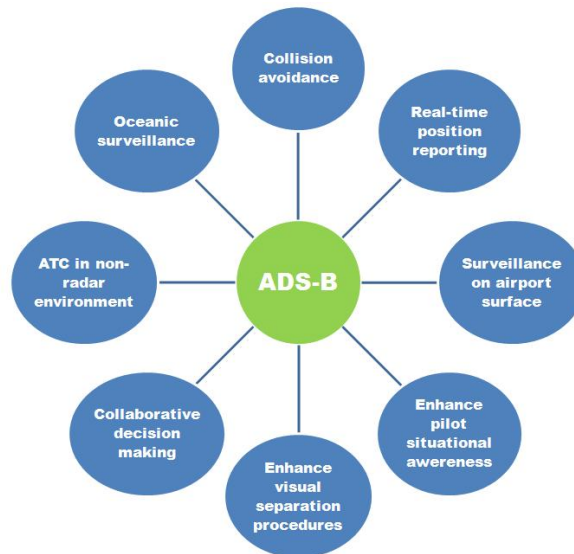 Collision
avoidance
Real-time
position
reporting
Oceanic
surveillance
ATC in non-
radar
environment
ADS-B
Surveillance
on airport
surface
Collaborative
decision
making
Enhance
pilot
situational
awereness
Enhance
visual
separation
procedures